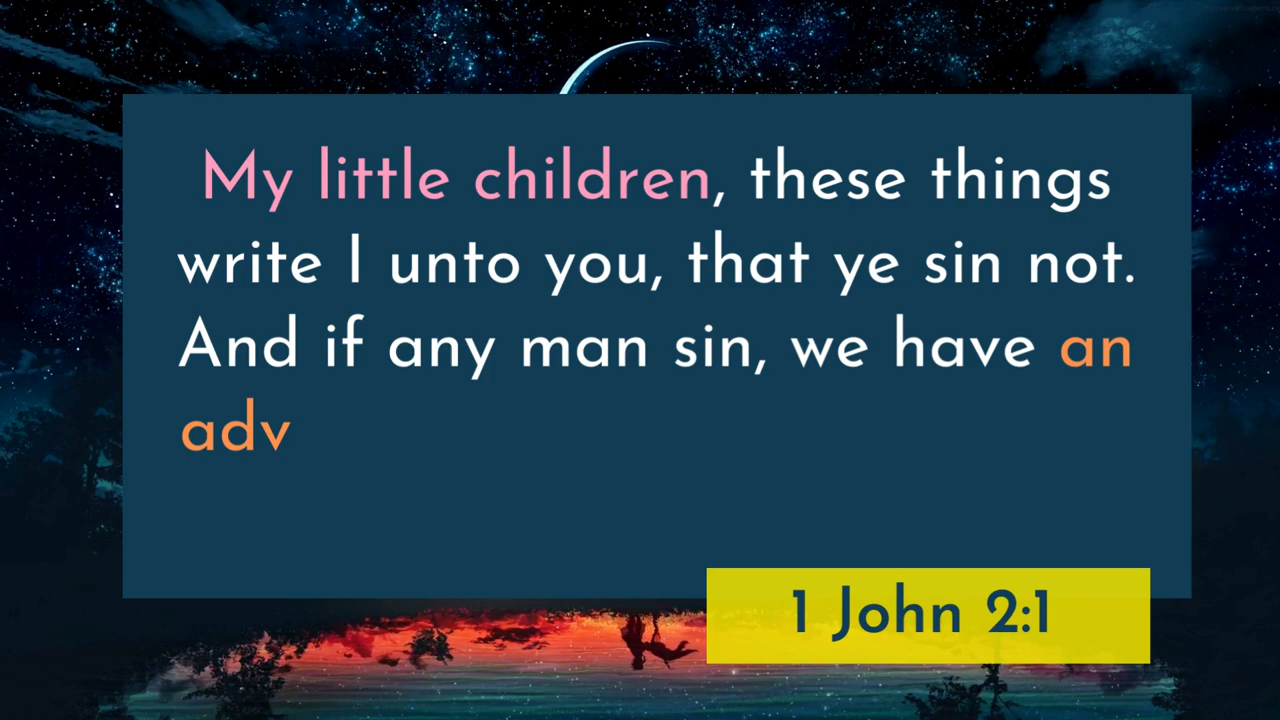 My little children, these things
write I unto you, that ye sin not.
And if any man sin, we have an
adv
1 John 2:1